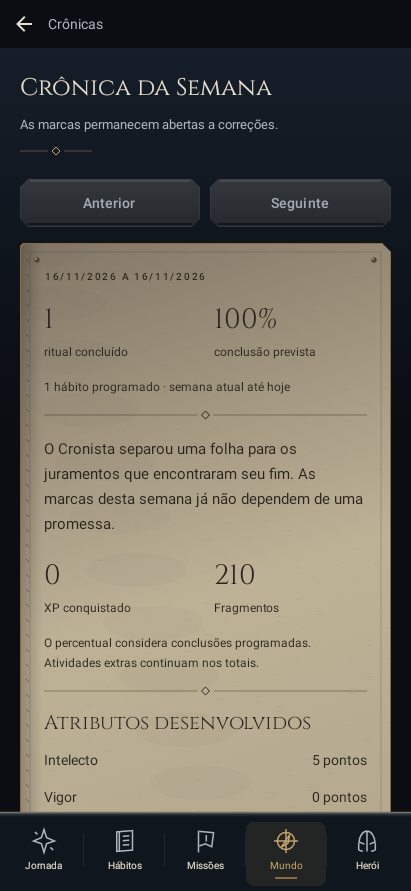 Crônicas
Crônica da Semana
As marcas permanecem abertas a correções.
Anterior
Seguinte
16/11/2026 A 16/11/2026
1
100%
ritual concluído
conclusão prevista
1 hábito programado · semana atual até hoje
O Cronista separou uma folha para os
juramentos que encontraram seu fim. As
marcas desta semana já não dependem de uma
promessa.
0
210
XP conquistado
Fragmentos
O percentual considera conclusões programadas.
Atividades extras continuam nos totais.
Atributos desenvolvidos
Intelecto
5 pontos
Vigor
0 pontos
Jornada
Hábitos
Missões
Mundo
Herói